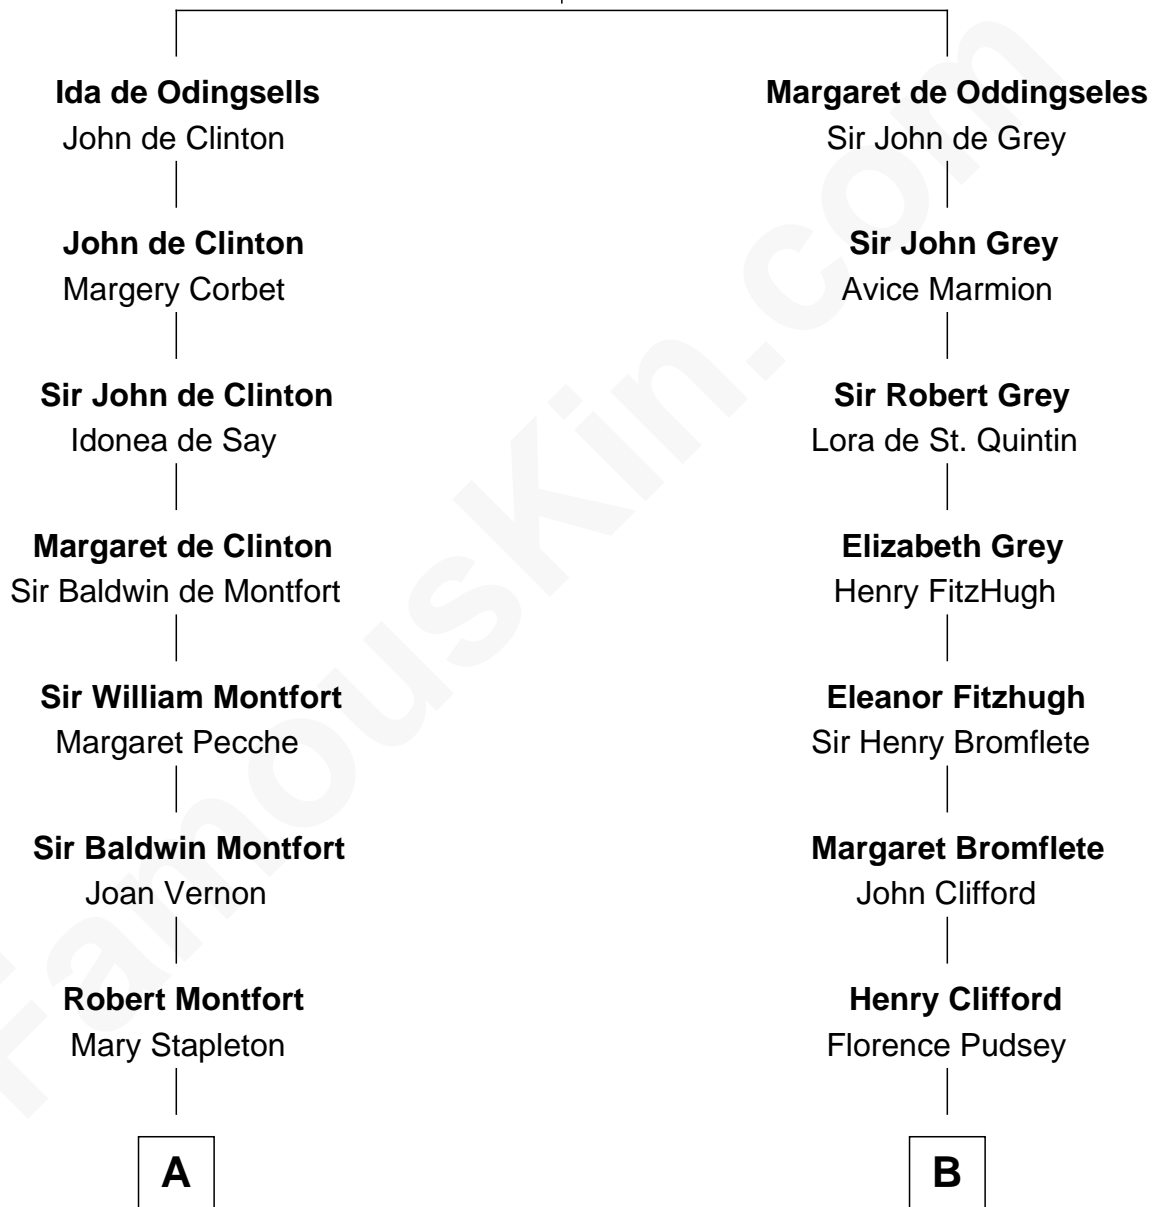 Ida de Odingsells
John de Clinton
John de Clinton
Margery Corbet
Sir John de Clinton
Idonea de Say
Margaret de Clinton
Sir Baldwin de Montfort
Sir William Montfort
Margaret Pecche
Sir Baldwin Montfort
Joan Vernon
Robert Montfort
Mary Stapleton
A
Margaret de Oddingseles
Sir John de Grey
Sir John Grey
Avice Marmion
Sir Robert Grey
Lora de St. Quintin
Elizabeth Grey
Henry FitzHugh
Eleanor Fitzhugh
Sir Henry Bromflete
Margaret Bromflete
John Clifford
Henry Clifford
Florence Pudsey
B
FamousKin.com